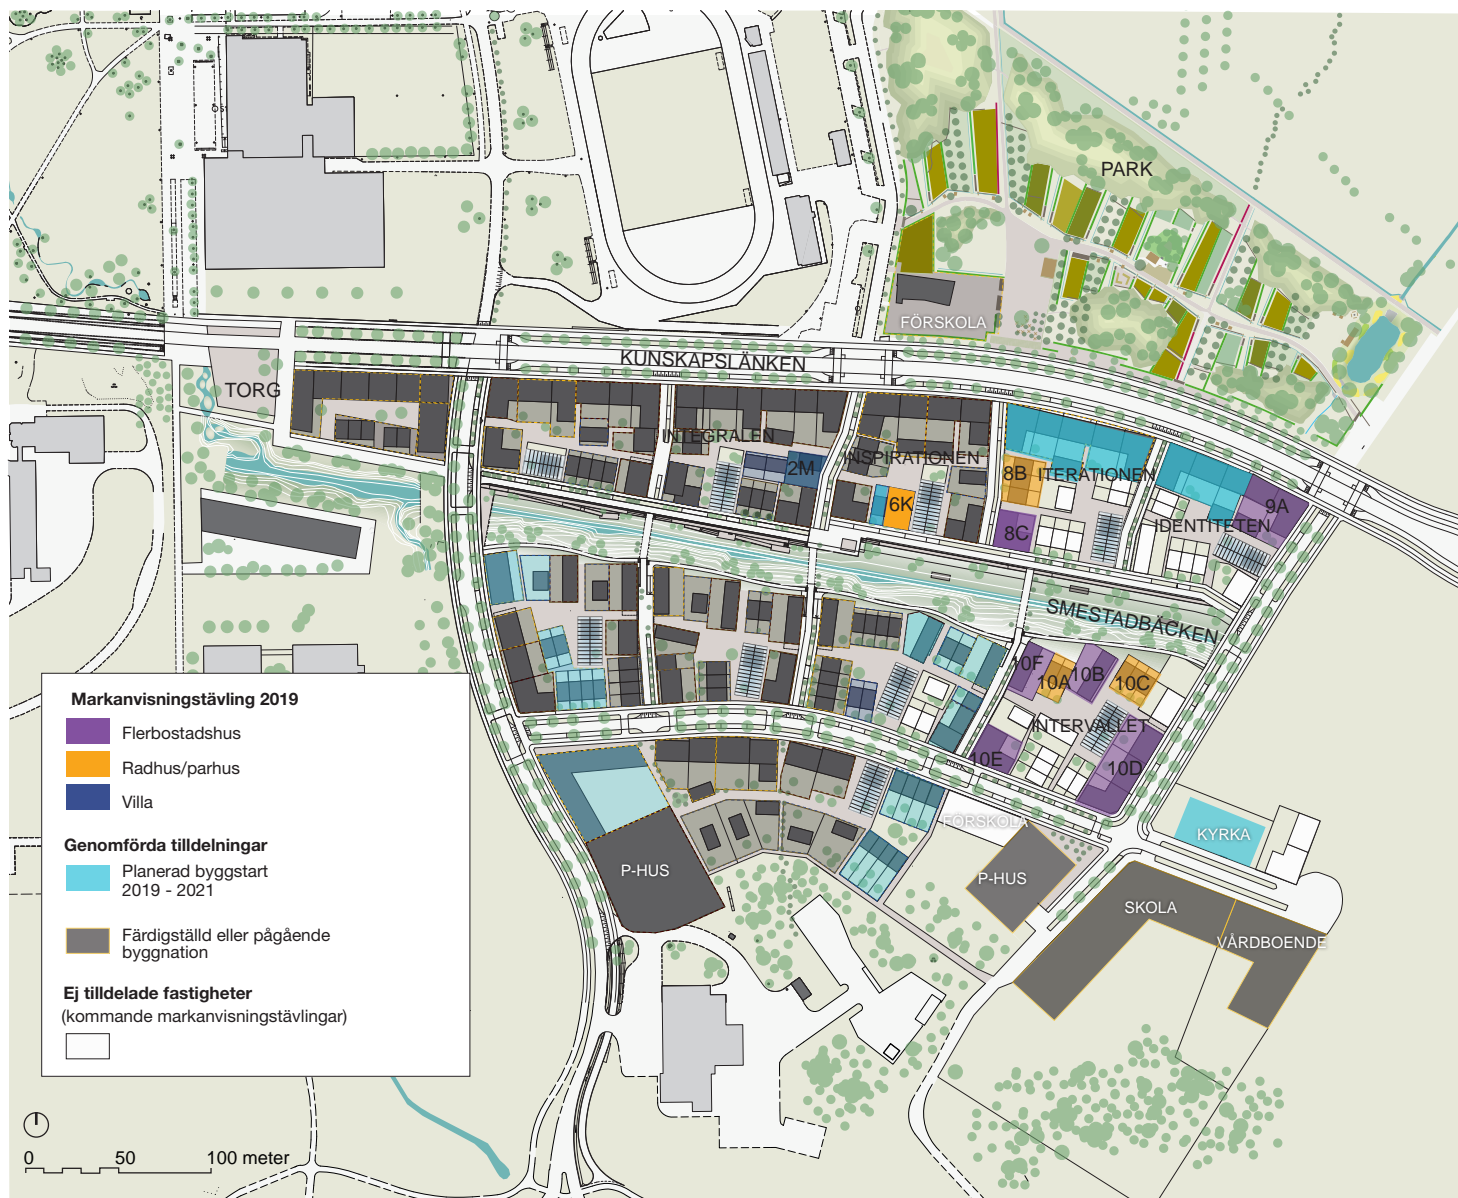 PARK
FÖRSKOLA
KUNSKAPSLÄNKEN
TORG
INTEGRALEN
2M
INSPIRATIONEN
6K
8B
ITERATIONEN
8C
9A
IDENTITETEN
SMESTADBÄCKEN
10F
10A
10B
10C
INTERVALLET
10E
10D
FÖRSKOLA
KYRKA
P-HUS
P-HUS
SKOLA
VÅRDBOENDE
Markanvisningstävling 2019
Flerbostadshus
Radhus/parhus
Villa
Genomförda tilldelningar
Planerad byggstart
2019 - 2021
Färdigställd eller pågående
byggnation
Ej tilldelade fastigheter
(kommande markanvisningstävlingar)
0 50 100 meter